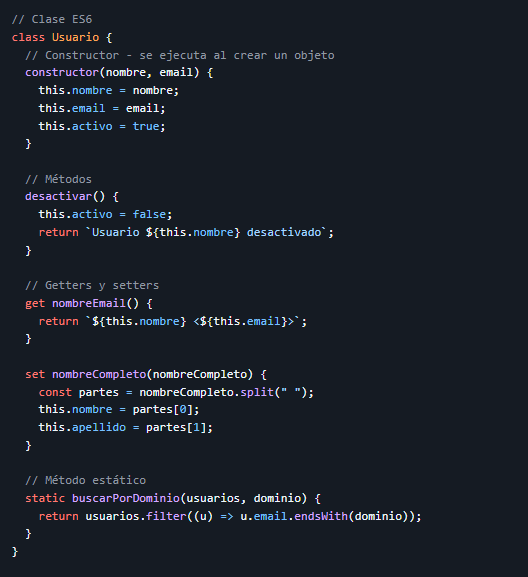 // Clase ES6
class Usuario {
  // Constructor - se ejecuta al crear un objeto
  constructor(nombre, email) {
    this.nombre = nombre;
    this.email = email;
    this.activo = true;
  }

  // Métodos
  desactivar() {
    this.activo = false;
    return `Usuario ${this.nombre} desactivado`;
  }

  // Getters y setters
  get nombreEmail() {
    return `${this.nombre} <${this.email}>`;
  }

  set nombreCompleto(nombreCompleto) {
    const partes = nombreCompleto.split(" ");
    this.nombre = partes[0];
    this.apellido = partes[1];
  }

  // Método estático
  static buscarPorDominio(usuarios, dominio) {
    return usuarios.filter((u) => u.email.endsWith(dominio));
  }
}